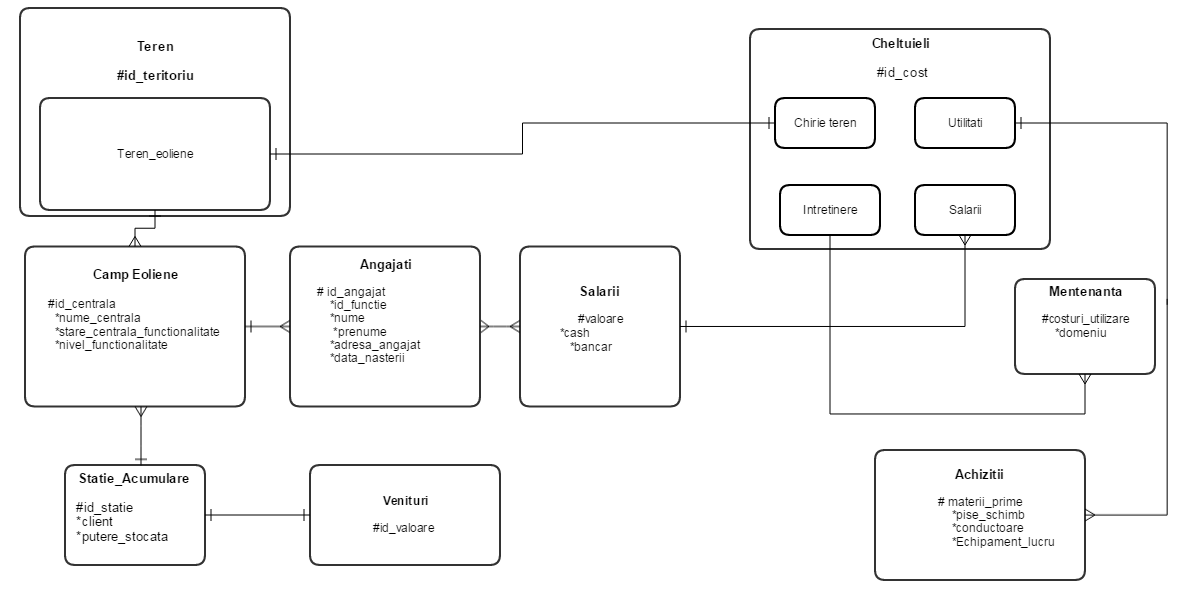 Teren
#id_teritoriu
Teren_eoliene
Cheltuieli
#id_cost
Chirie teren
Utilitati
Intretinere
Salarii
Camp Eoliene
#id_centrala
*nume_centrala
*stare_centrala_functionalitate
*nivel_functionalitate
Angajati
# id_angajat
*id_functie
*nume
*prenume
*adresa_angajat
*data_nasterii
Salarii
#valoare
*cash
*bancar
Mentenanta
#costuri_utilizare
*domeniu
Statie_Acumulare
#id_statie
*client
*putere_stocata
Venituri
#id_valoare
Achizitii
# materii_prime
*pise_schimb
*conductoare
*Echipament_lucru